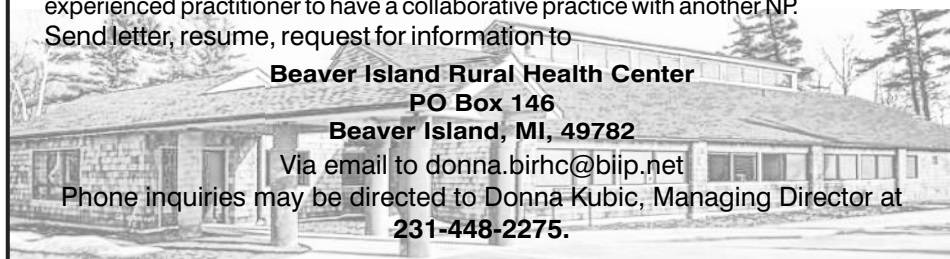 experienced practitioner to have a collaborative practice with another NP.
Send letter, resume, request for information to
Beaver Island Rural Health Center
PO Box 146
Beaver Island, MI, 49782
Via email to donna.birhc@biip.net
Phone inquiries may be directed to Donna Kubic, Managing Director at
231-448-2275.